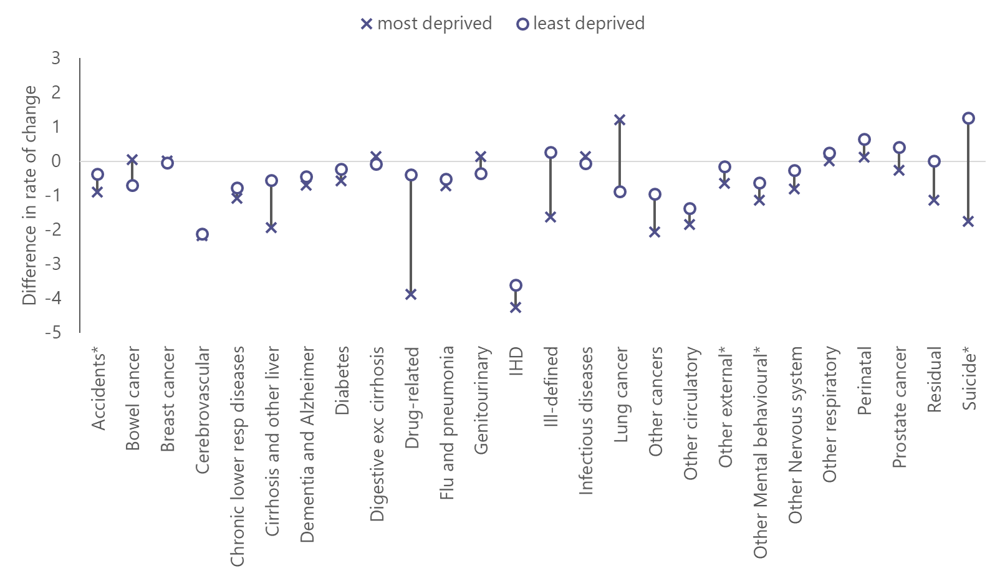 most deprived least deprived
Difference in rate of change
3
2
1
0
-1
-2
-3
-4
-5
Accidents*
Bowel cancer
Breast cancer
Cerebrovascular
Chronic lower resp diseases
Cirrhosis and other liver
Dementia and Alzheimer
Diabetes
Digestive exc cirrhosis
Drug-related
Flu and pneumonia
Genitourinary
IHD
Ill-defined
Infectious diseases
Lung cancer
Other cancers
Other circulatory
Other external*
Other Mental behavioural*
Other Nervous system
Other respiratory
Perinatal
Prostate cancer
Residual
Suicide*